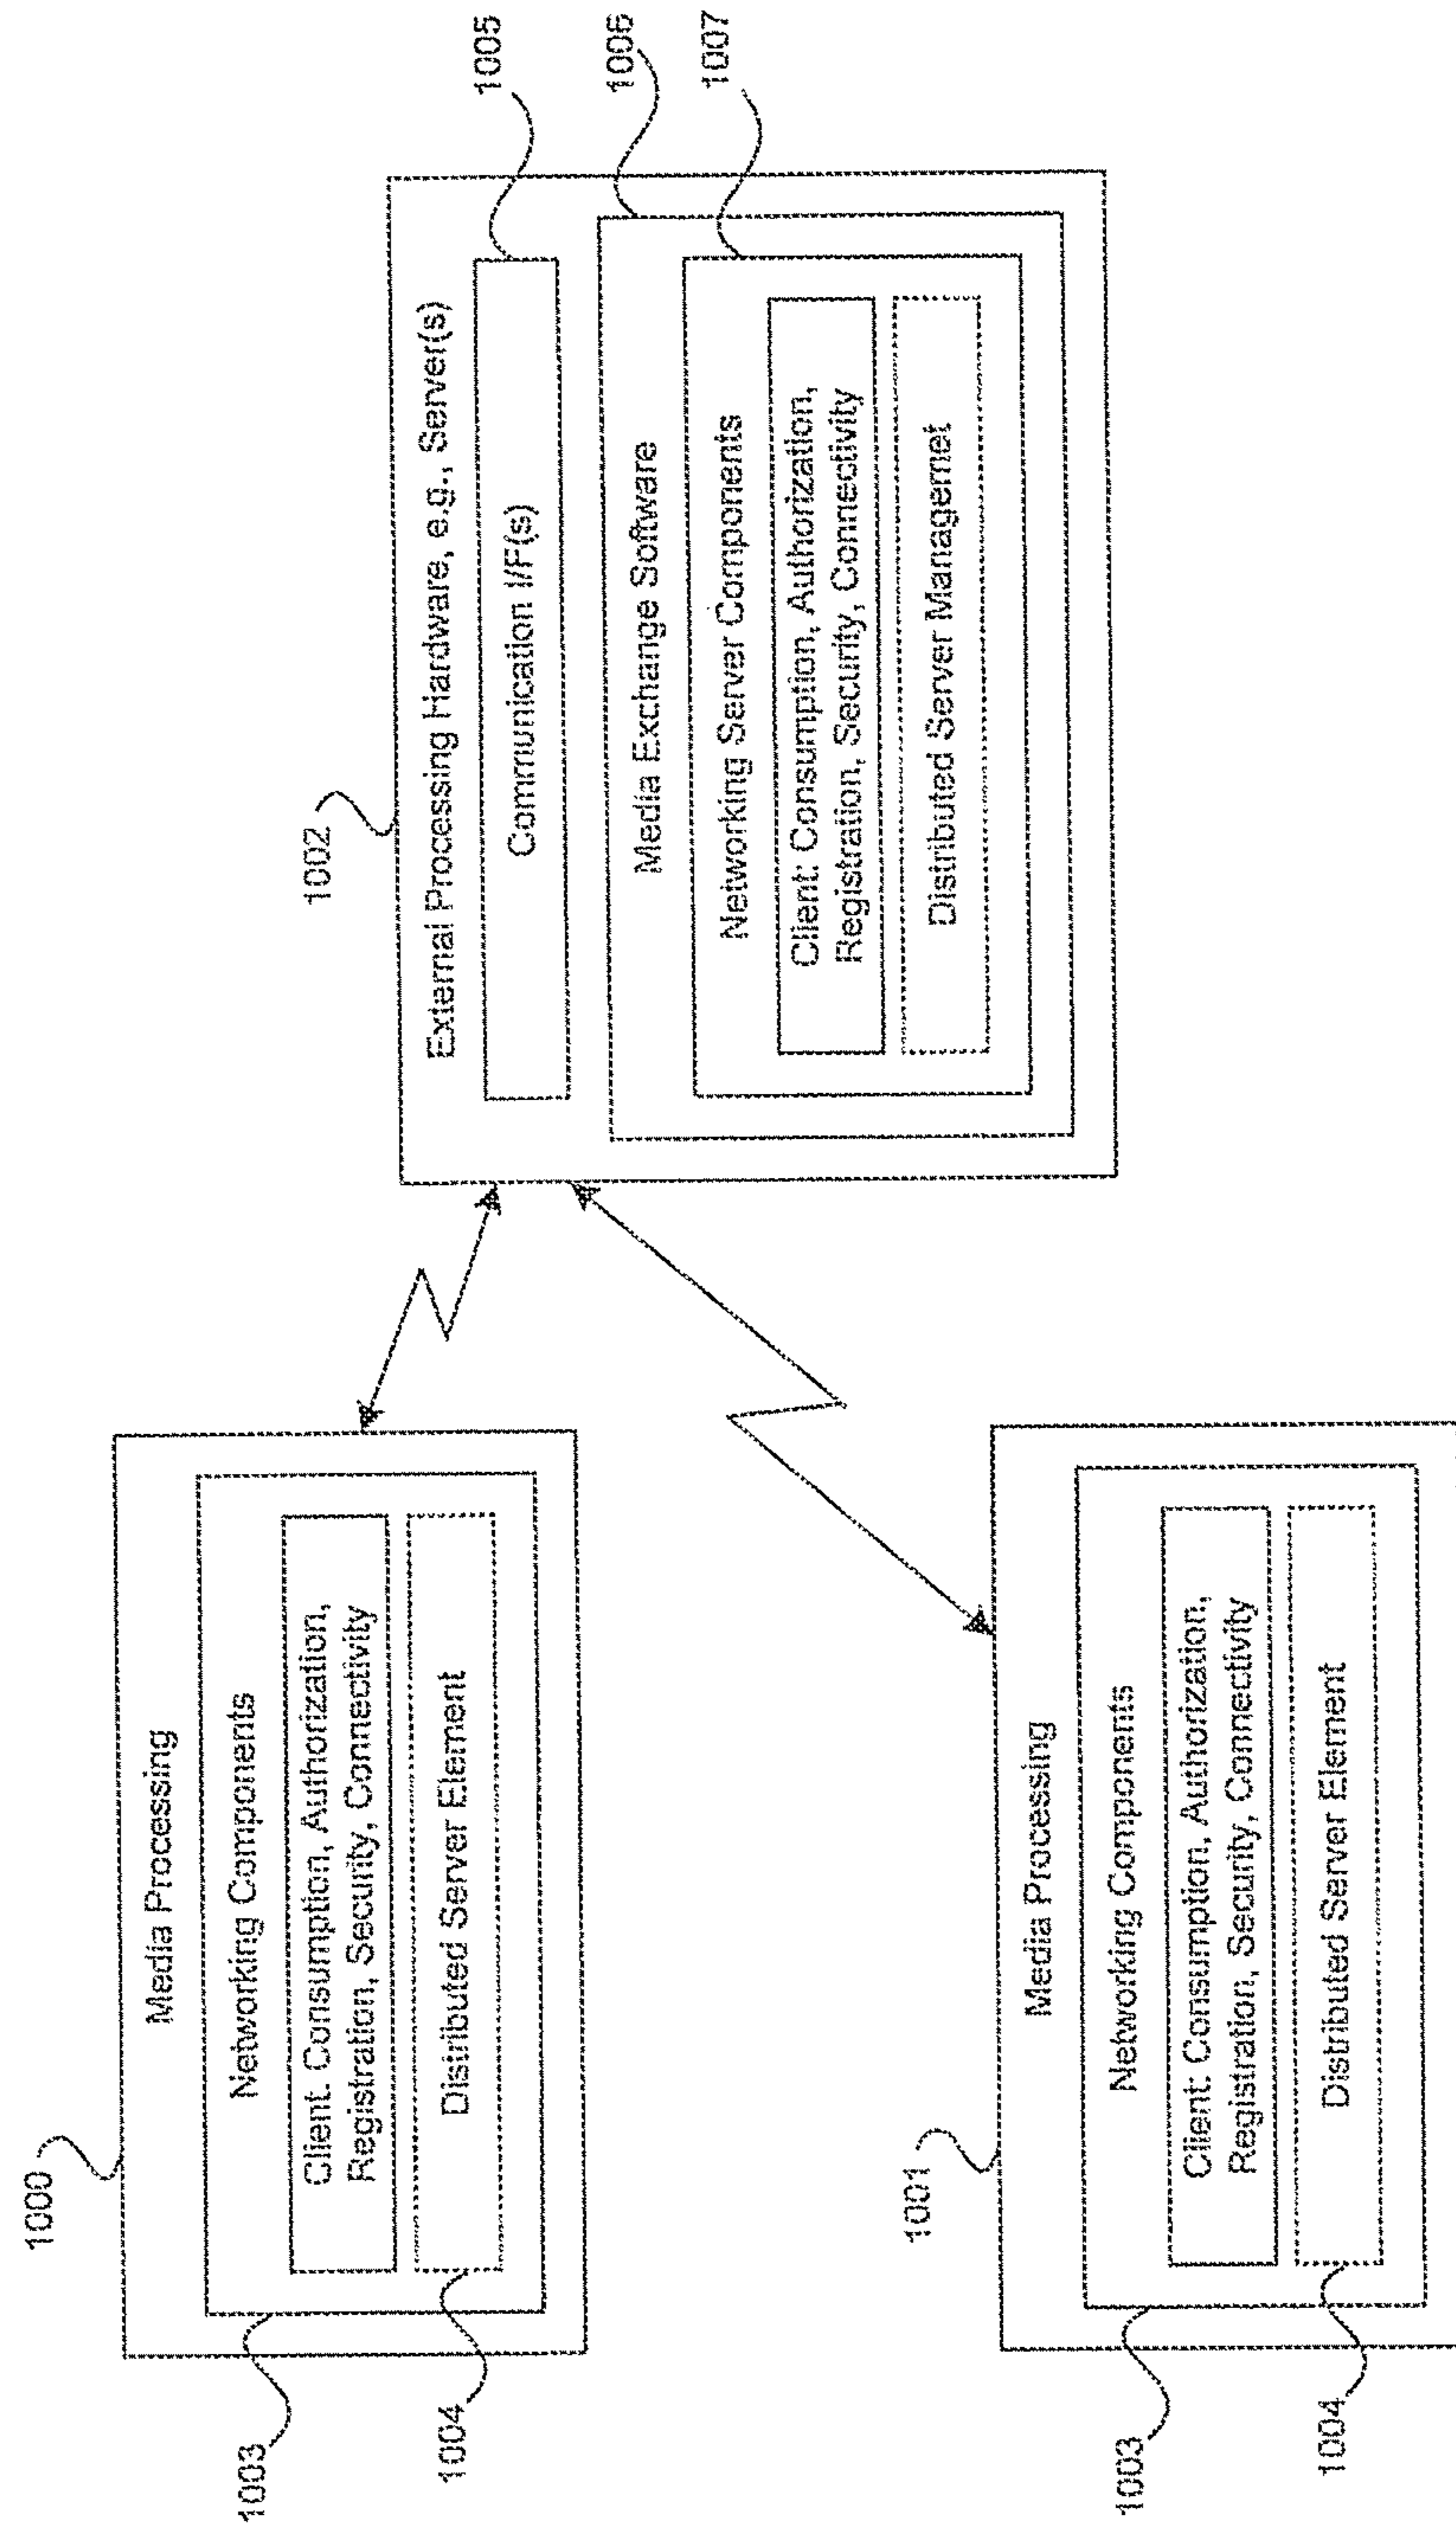 1000
Media Processing
Networking Components
Client. Consumption, Authorization,
Registration, Security, Connectivity
Distributed Server Element
1003
1004
1002
External Processing Hardware, e.g., Server(s)
Communication I/F(s)
Media Exchange Software
Networking Server Components
Client: Consumption, Authorization,
Registration, Security, Connectivity
Distributed Server Managemet
1005
1006
1007
1001
Media Processing
Networking Components
Client: Consumption, Authorization,
Registration, Security, Connectivity
Distributed Server Element
1003
1004